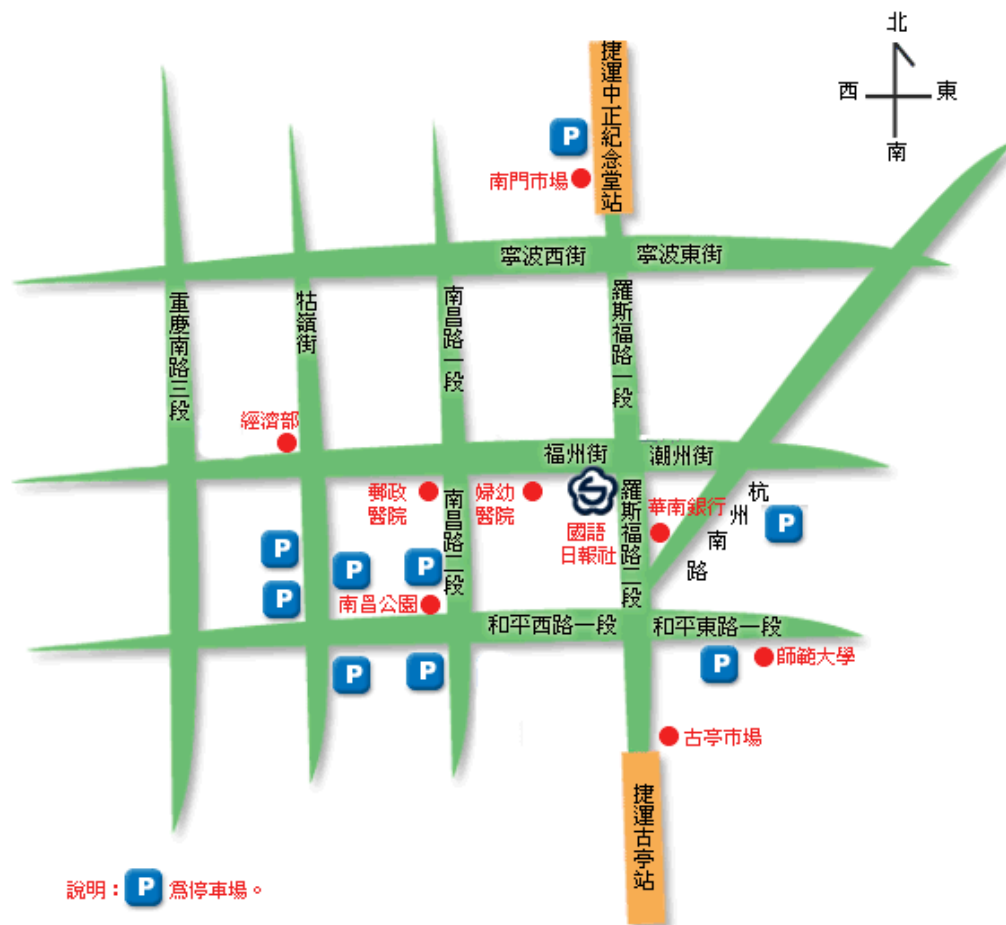 北
西
東
南
捷運中正紀念堂站
P
南門市場
寧波西街
寧波東街
重慶南路三段
牯嶺街
南昌路一段
羅斯福路一段
經濟部
福州街
潮州街
郵政
醫院
南昌路二段
婦幼
醫院
國語
日報社
羅斯福路二段
華南銀行
杭州南路
P
P
P
P
P
南昌公園
和平西路一段
和平東路一段
P
P
P
師範大學
古亭市場
捷運古亭站
說明：P為停車場。